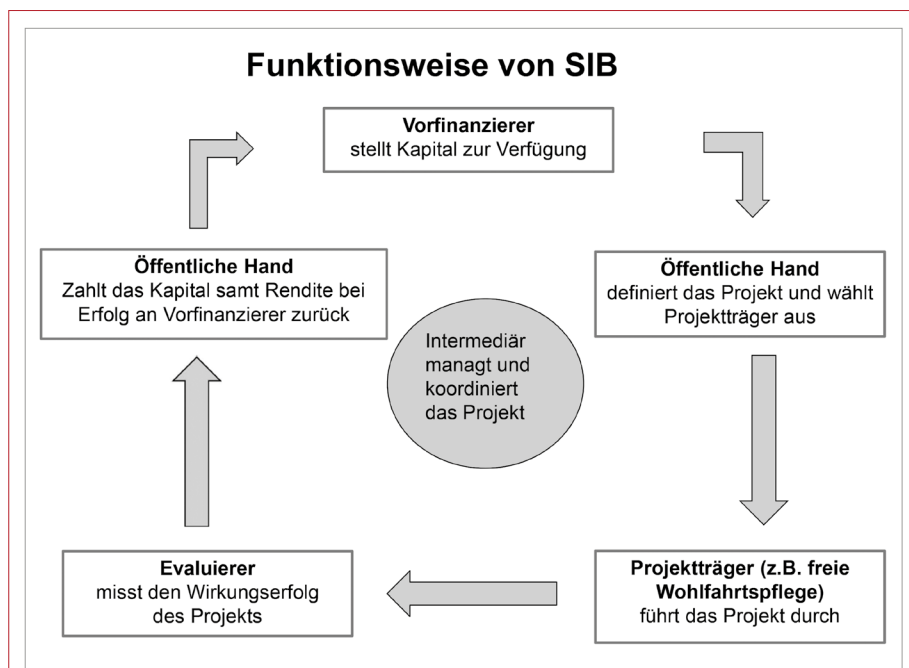 Funktionsweise von SIB
Vorfinanzierer
stellt Kapital zur Verfügung
Öffentliche Hand
Zahlt das Kapital samt Rendite bei
Erfolg an Vorfinanzierer zurück
Öffentliche Hand
definiert das Projekt und wählt
Projektträger aus
Intermediär
managt und
koordiniert
das Projekt
Evaluierer
misst den Wirkungserfolg
des Projekts
Projektträger (z.B. freie
Wohlfahrtspflege)
führt das Projekt durch